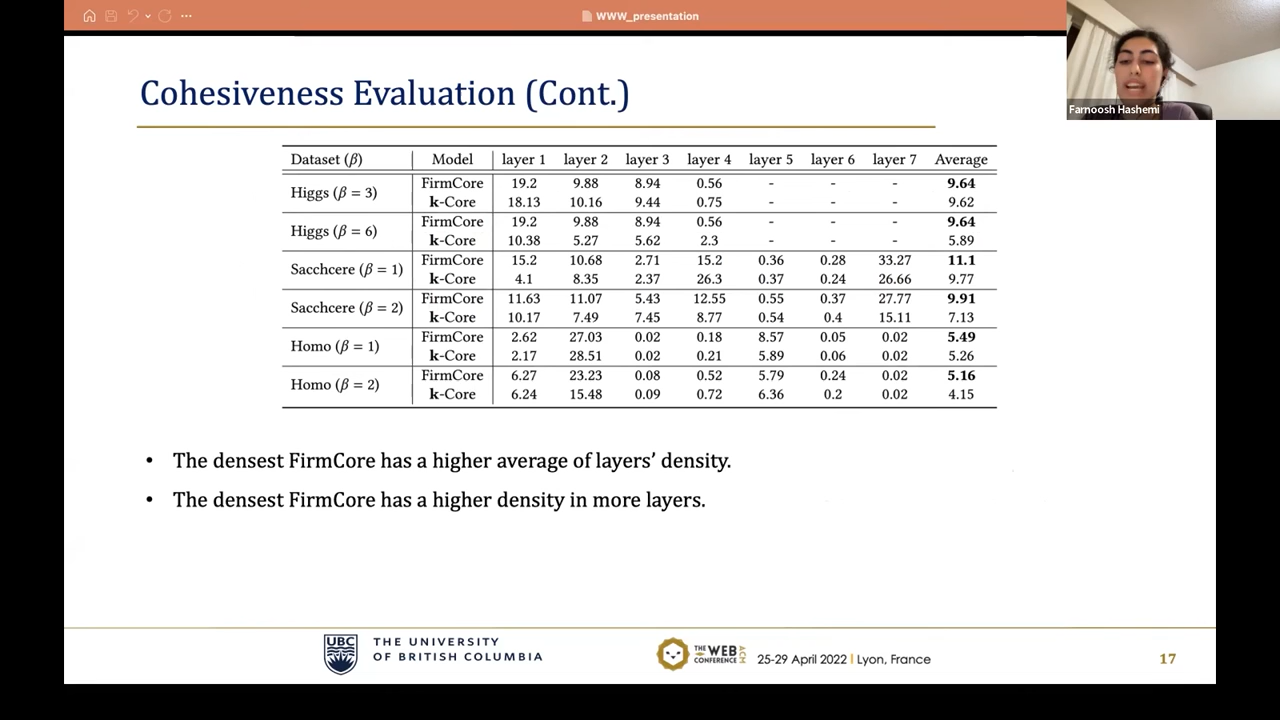 WWW_presentation
Farnoosh Hashemi
Cohesiveness Evaluation (Cont.)
Dataset (β) Model layer 1 layer 2 layer 3 layer 4 layer 5 layer 6 layer 7 Average
Higgs (β = 3) FirmCore 19.2 9.88 8.94 0.56 - - - 9.64
k-Core 18.13 10.16 9.44 0.75 - - - 9.62
Higgs (β = 6) FirmCore 19.2 9.88 8.94 0.56 - - - 9.64
k-Core 10.38 5.27 5.62 2.3 - - - 5.89
Sacchcere (β = 1) FirmCore 15.2 10.68 2.71 15.2 0.36 0.28 33.27 11.1
k-Core 4.1 8.35 2.37 26.3 0.37 0.24 26.66 9.77
Sacchcere (β = 2) FirmCore 11.63 11.07 5.43 12.55 0.55 0.37 27.77 9.91
k-Core 10.17 7.49 7.45 8.77 0.54 0.4 15.11 7.13
Homo (β = 1) FirmCore 2.62 27.03 0.02 0.18 8.57 0.05 0.02 5.49
k-Core 2.17 28.51 0.02 0.21 5.89 0.06 0.02 5.26
Homo (β = 2) FirmCore 6.27 23.23 0.08 0.52 5.79 0.24 0.02 5.16
k-Core 6.24 15.48 0.09 0.72 6.36 0.2 0.02 4.15
• The densest FirmCore has a higher average of layers’ density.
• The densest FirmCore has a higher density in more layers.
UBC THE UNIVERSITY
OF BRITISH COLUMBIA
THE WEB
CONFERENCE
ACM
25-29 April 2022 | Lyon, France
17